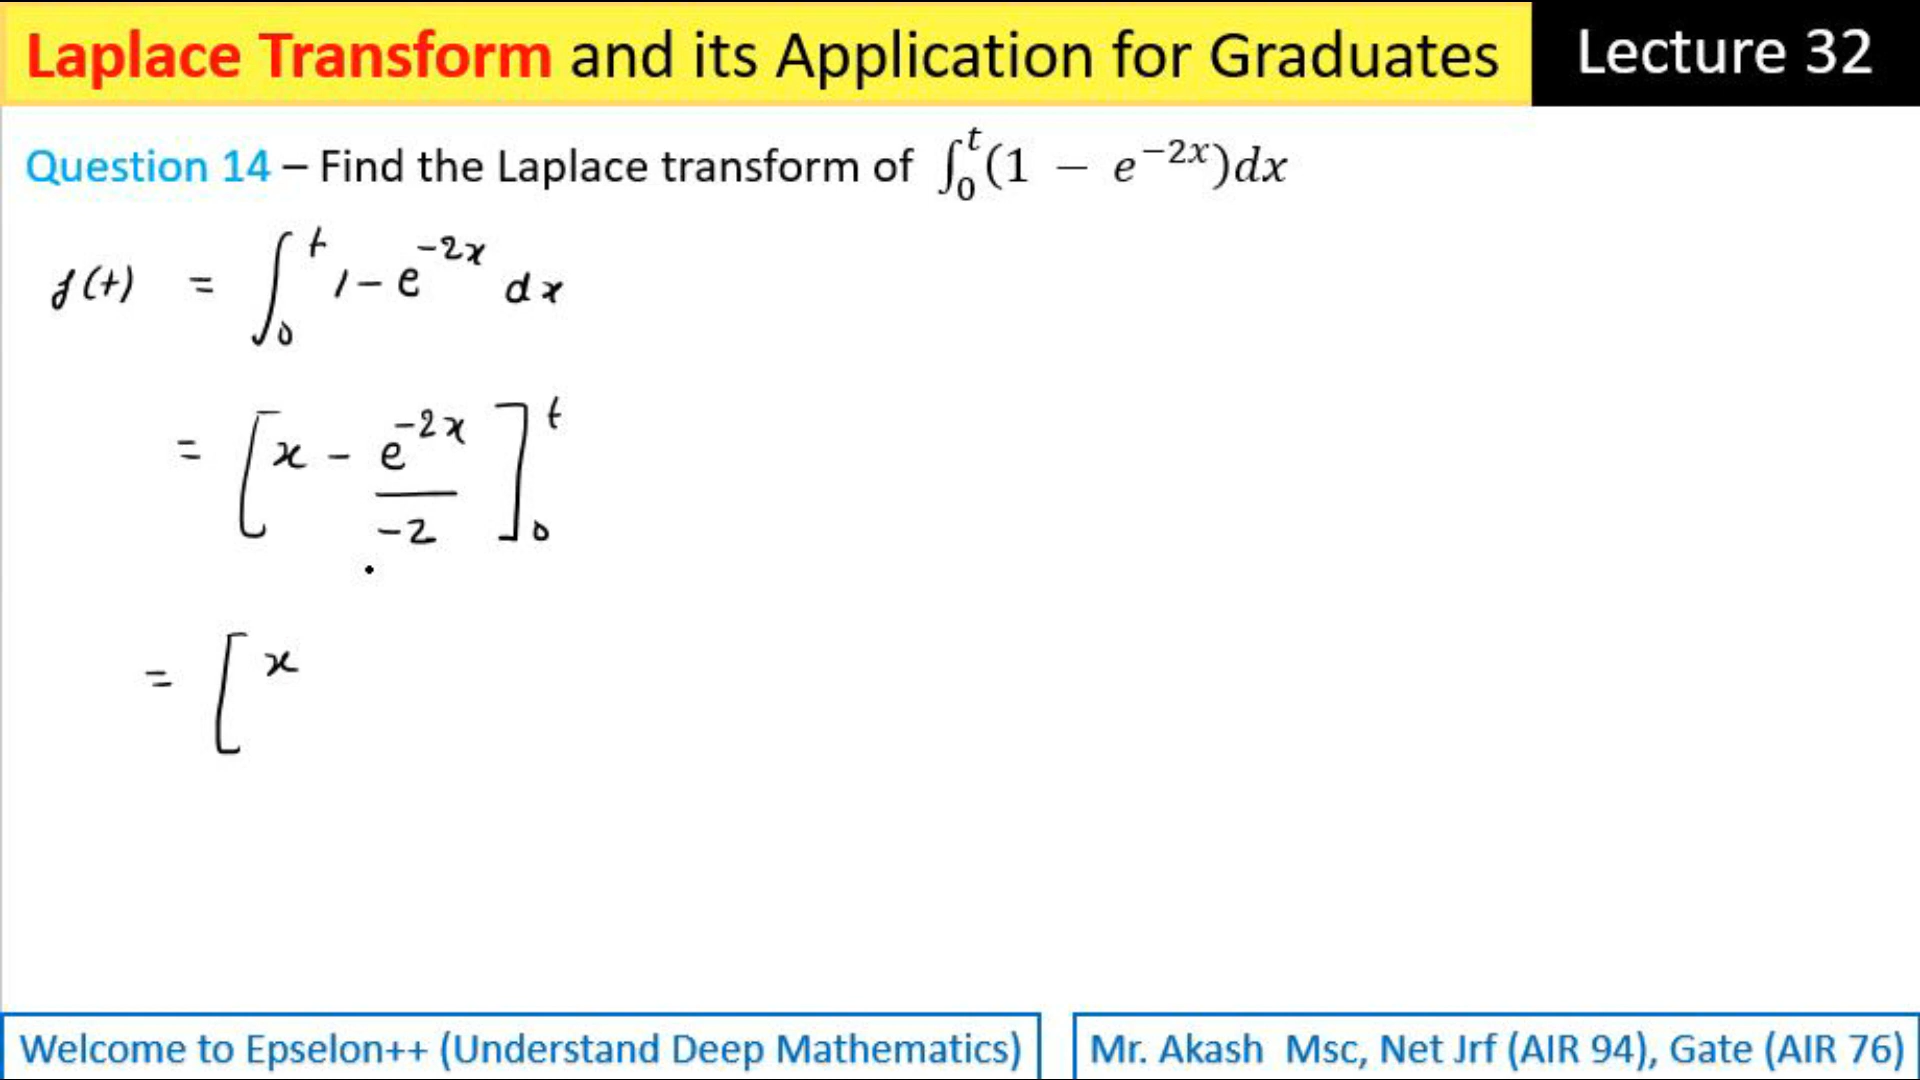 Laplace Transform and its Application for Graduates
Lecture 32
Question 14 – Find the Laplace transform of ∫₀ᵗ(1 − e⁻²ˣ)dx
f(t) = ∫₀ᵗ 1 - e⁻²ˣ dx
= [x - e⁻²ˣ/-2]₀ᵗ
= [x
Welcome to Epselon++ (Understand Deep Mathematics)
Mr. Akash Msc, Net Jrf (AIR 94), Gate (AIR 76)